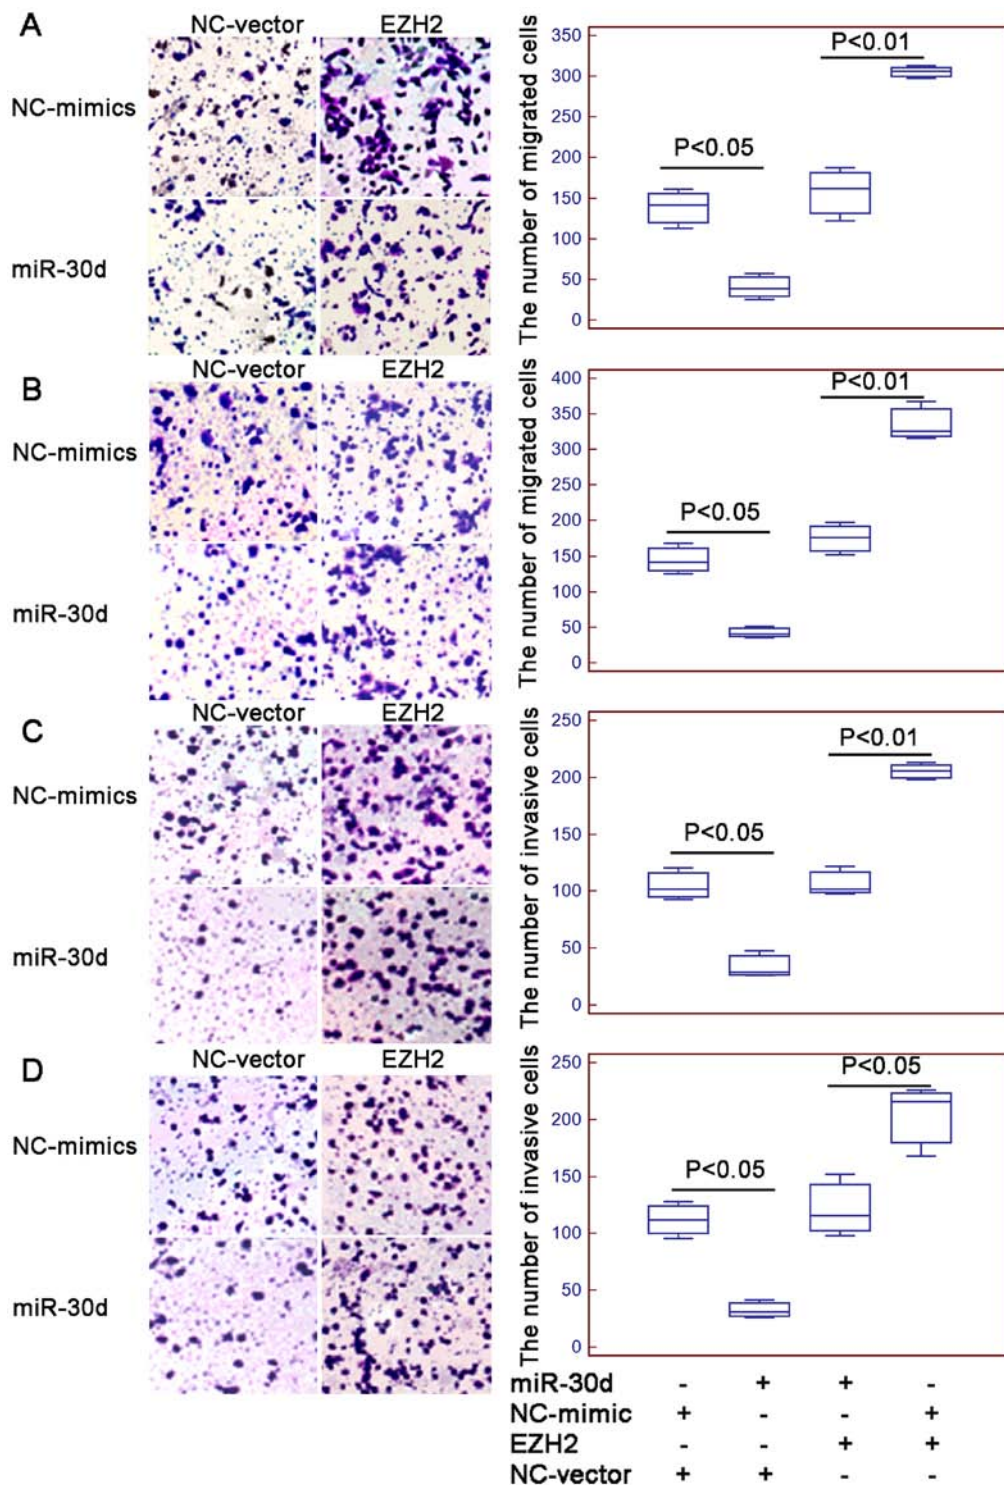 A
NC-vector EZH2
NC-mimics
miR-30d
The number of migrated cells
350
300
250
200
150
100
50
0
P<0.05
P<0.01
B
NC-vector EZH2
NC-mimics
miR-30d
The number of migrated cells
400
350
300
250
200
150
100
50
0
P<0.05
P<0.01
C
NC-vector EZH2
NC-mimics
miR-30d
The number of invasive cells
250
200
150
100
50
0
P<0.05
P<0.01
D
NC-vector EZH2
NC-mimics
miR-30d
The number of invasive cells
250
200
150
100
50
0
P<0.05
P<0.05
miR-30d - + + -
NC-mimic + - - +
EZH2 - - + +
NC-vector + + - -